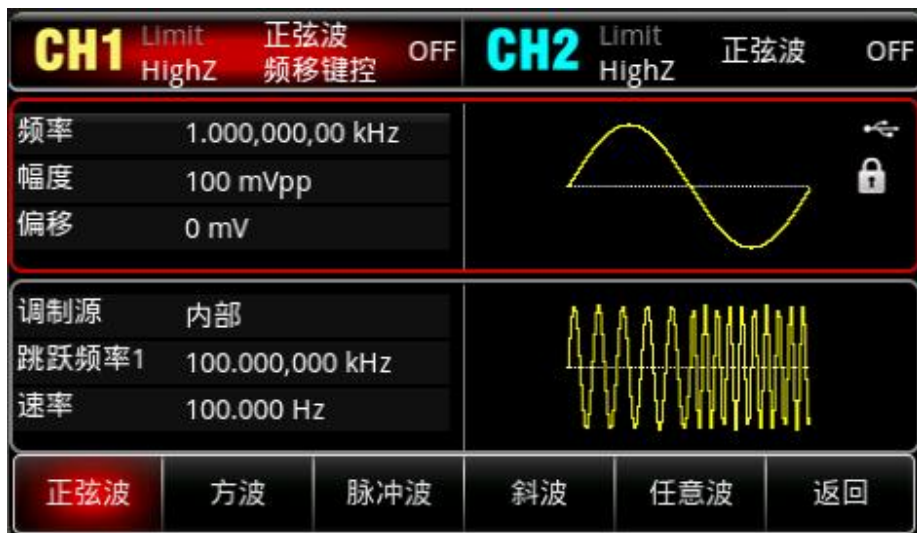 CH1 Limit 正弦波 OFF CH2 Limit 正弦波 OFF
HighZ 频移键控 HighZ
频率 1.000,000,00 kHz
幅度 100 mVpp
偏移 0 mV
调制源 内部
跳跃频率1 100.000,000 kHz
速率 100.000 Hz
正弦波 方波 脉冲波 斜波 任意波 返回